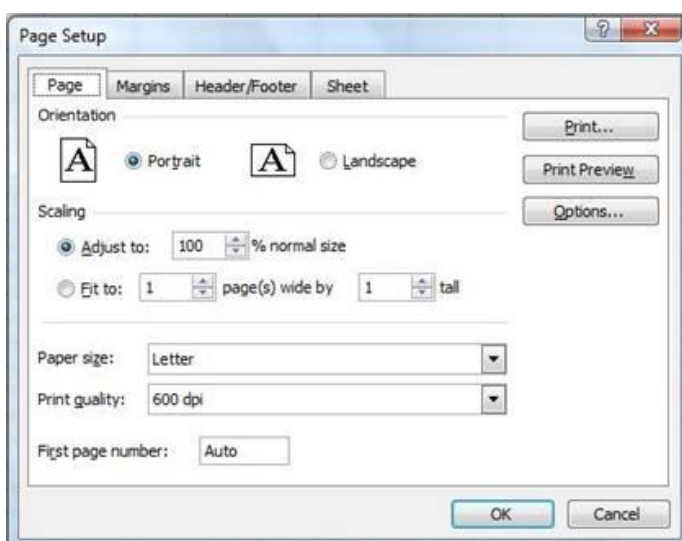 Page Setup
Page Margins Header/Footer Sheet
Orientation
A Portrait A Landscape
Scaling
Adjust to: 100 % normal size
Fit to: 1 page(s) wide by 1 tall
Paper size: Letter
Print quality: 600 dpi
First page number: Auto
Print...
Print Preview
Options...
OK Cancel